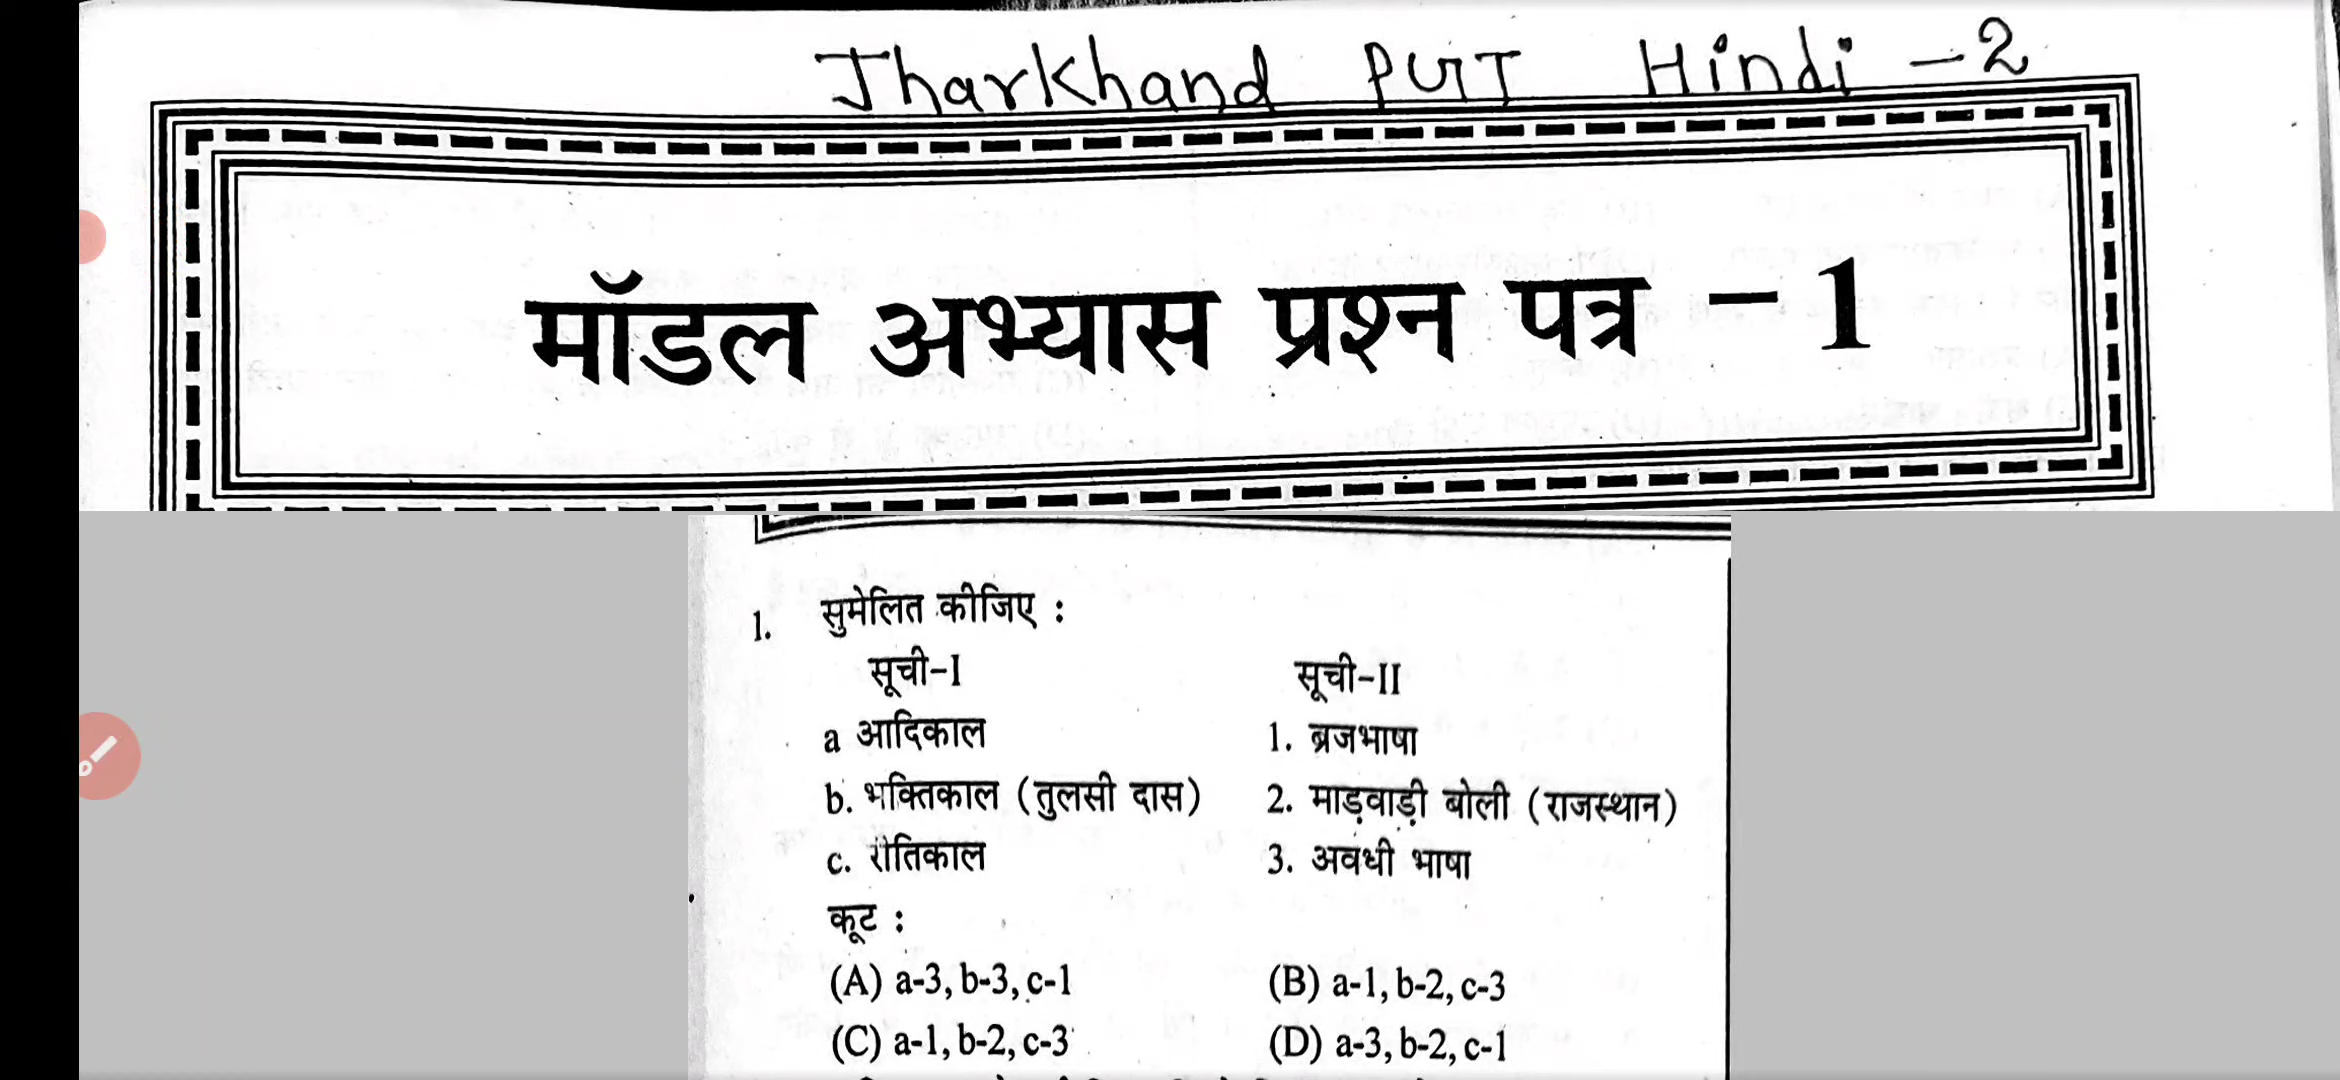 Jharkhand PGT Hindi - 2
मॉडल अभ्यास प्रश्न पत्र - 1
1. सुमेलित कीजिए :
सूची-I सूची-II
a आदिकाल 1. ब्रजभाषा
b. भक्तिकाल (तुलसी दास) 2. माड़वाड़ी बोली (राजस्थान)
c. रीतिकाल 3. अवधी भाषा
कूट :
(A) a-3, b-3, c-1 (B) a-1, b-2, c-3
(C) a-1, b-2, c-3 (D) a-3, b-2, c-1